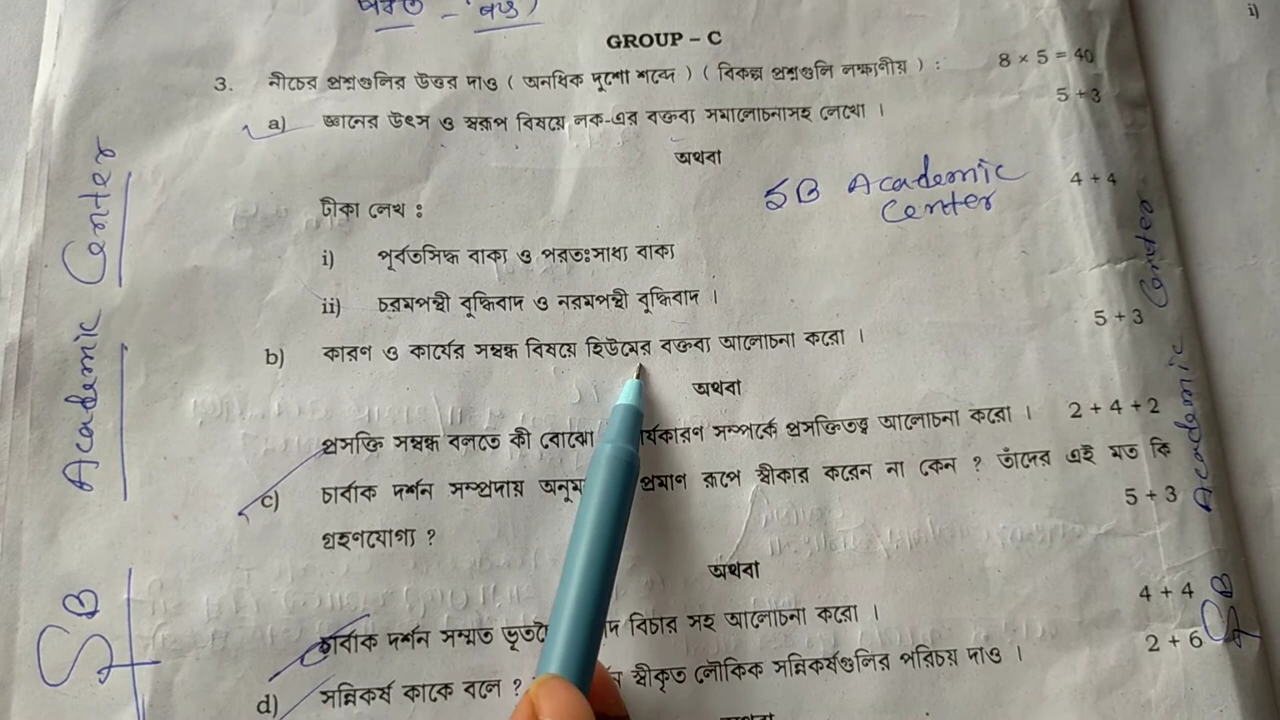 GROUP – C
3. নীচের প্রশ্নগুলির উত্তর দাও ( অনধিক দুশো শব্দে ) ( বিকল্প প্রশ্নগুলি লক্ষ্যণীয় ) : 8 × 5 = 40
a) জ্ঞানের উৎস ও স্বরূপ বিষয়ে লক-এর বক্তব্য সমালোচনাসহ লেখো । 5 + 3
অথবা
SB Academic Center
টীকা লেখ : 4 + 4
i) পূর্বতসিদ্ধ বাক্য ও পরতঃসাধ্য বাক্য
ii) চরমপন্থী বুদ্ধিবাদ ও নরমপন্থী বুদ্ধিবাদ ।
b) কারণ ও কার্যের সম্বন্ধ বিষয়ে হিউমের বক্তব্য আলোচনা করো । 5 + 3
অথবা
প্রসক্তি সম্বন্ধ বলতে কী বোঝো র্যকারণ সম্পর্কে প্রসক্তিতত্ত্ব আলোচনা করো । 2 + 4 + 2
c) চার্বাক দর্শন সম্প্রদায় অনুম প্রমাণ রূপে স্বীকার করেন না কেন ? তাঁদের এই মত কি
গ্রহণযোগ্য ? 5 + 3
অথবা
চার্বাক দর্শন সম্মত ভূতচৈ দ বিচার সহ আলোচনা করো । 4 + 4
d) সন্নিকর্ষ কাকে বলে ? স্বীকৃত লৌকিক সন্নিকর্ষগুলির পরিচয় দাও । 2 + 6
অথবা
i)
SB Academic Center
SB Academic Center